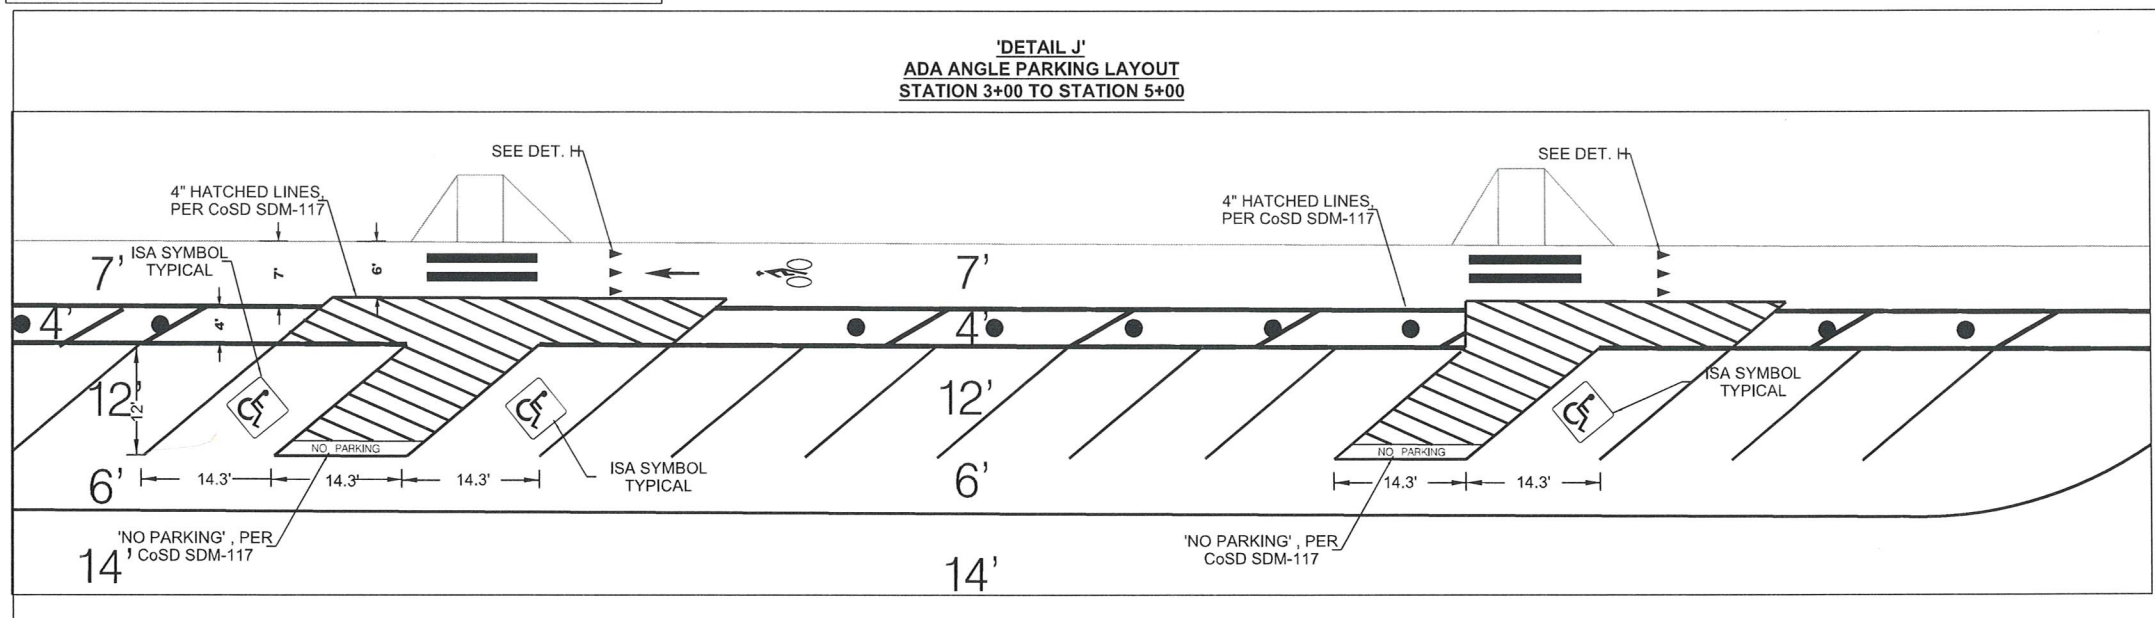 'DETAIL J'
ADA ANGLE PARKING LAYOUT
STATION 3+00 TO STATION 5+00
SEE DET. H
4" HATCHED LINES,
PER CoSD SDM-117
ISA SYMBOL
TYPICAL
7'
7'
6'
4'
4'
12'
12'
6'
14.3'
14.3'
14.3'
NO PARKING
ISA SYMBOL
TYPICAL
'NO PARKING' , PER
CoSD SDM-117
14'
SEE DET. H
4" HATCHED LINES,
PER CoSD SDM-117
7'
4'
12'
6'
14'
ISA SYMBOL
TYPICAL
NO PARKING
14.3'
14.3'
'NO PARKING' , PER
CoSD SDM-117